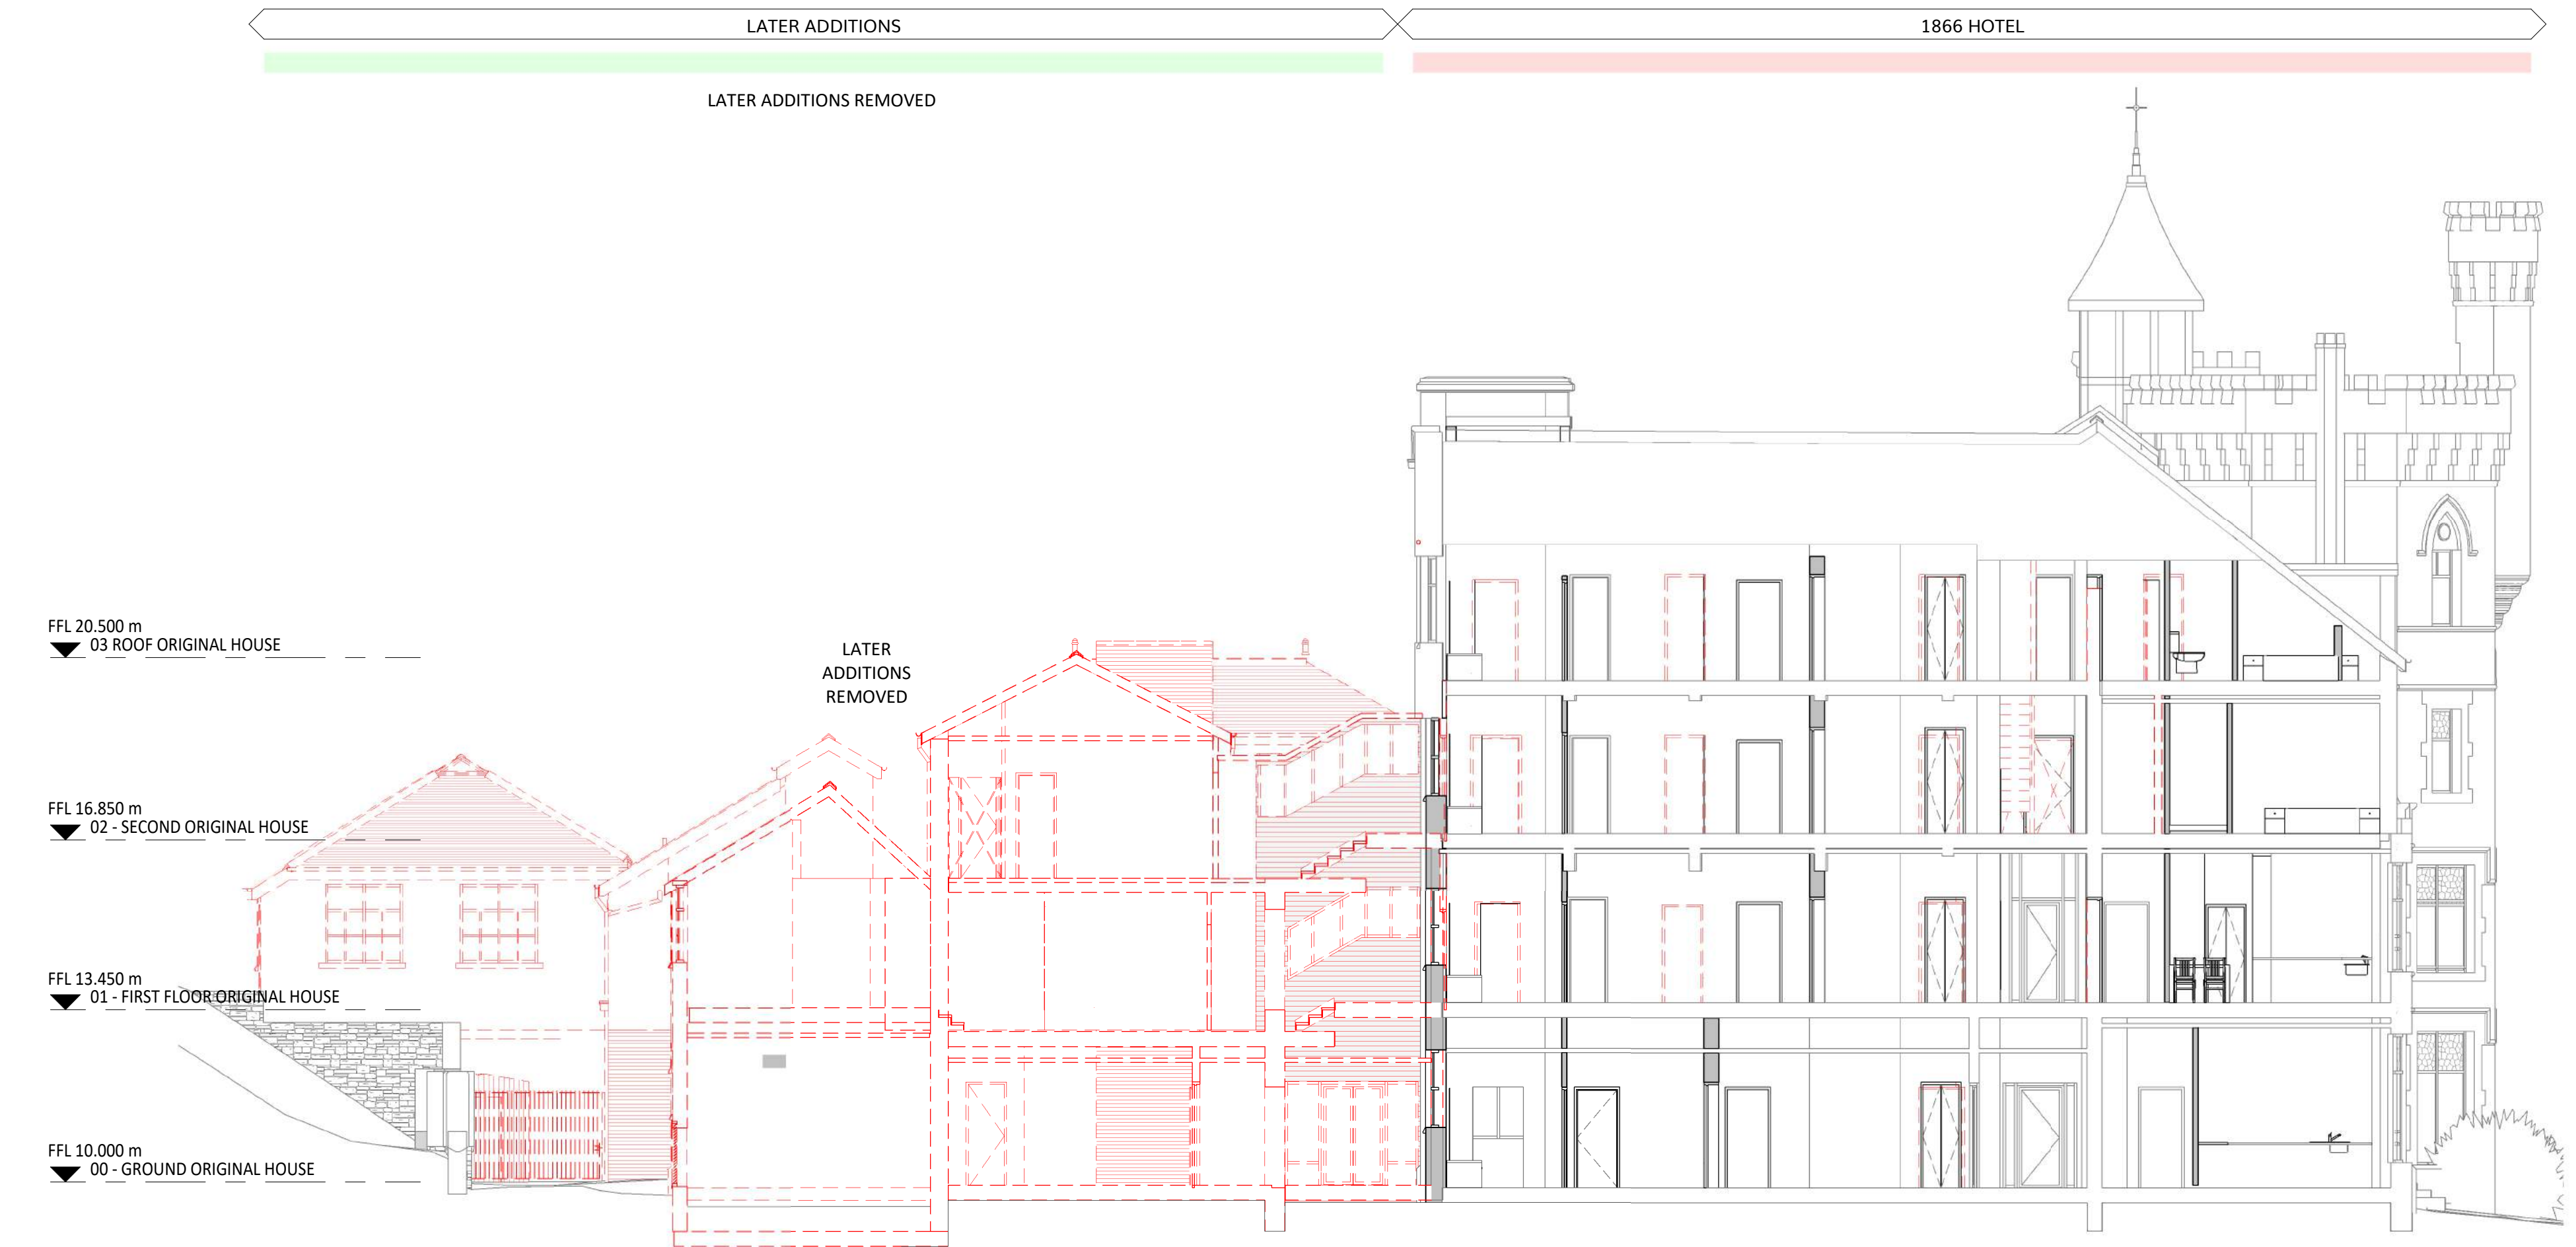 LATER ADDITIONS
1866 HOTEL
LATER ADDITIONS REMOVED
FFL 20.500 m
03 ROOF ORIGINAL HOUSE
LATER
ADDITIONS
REMOVED
FFL 16.850 m
02 - SECOND ORIGINAL HOUSE
FFL 13.450 m
01 - FIRST FLOOR ORIGINAL HOUSE
FFL 10.000 m
00 - GROUND ORIGINAL HOUSE